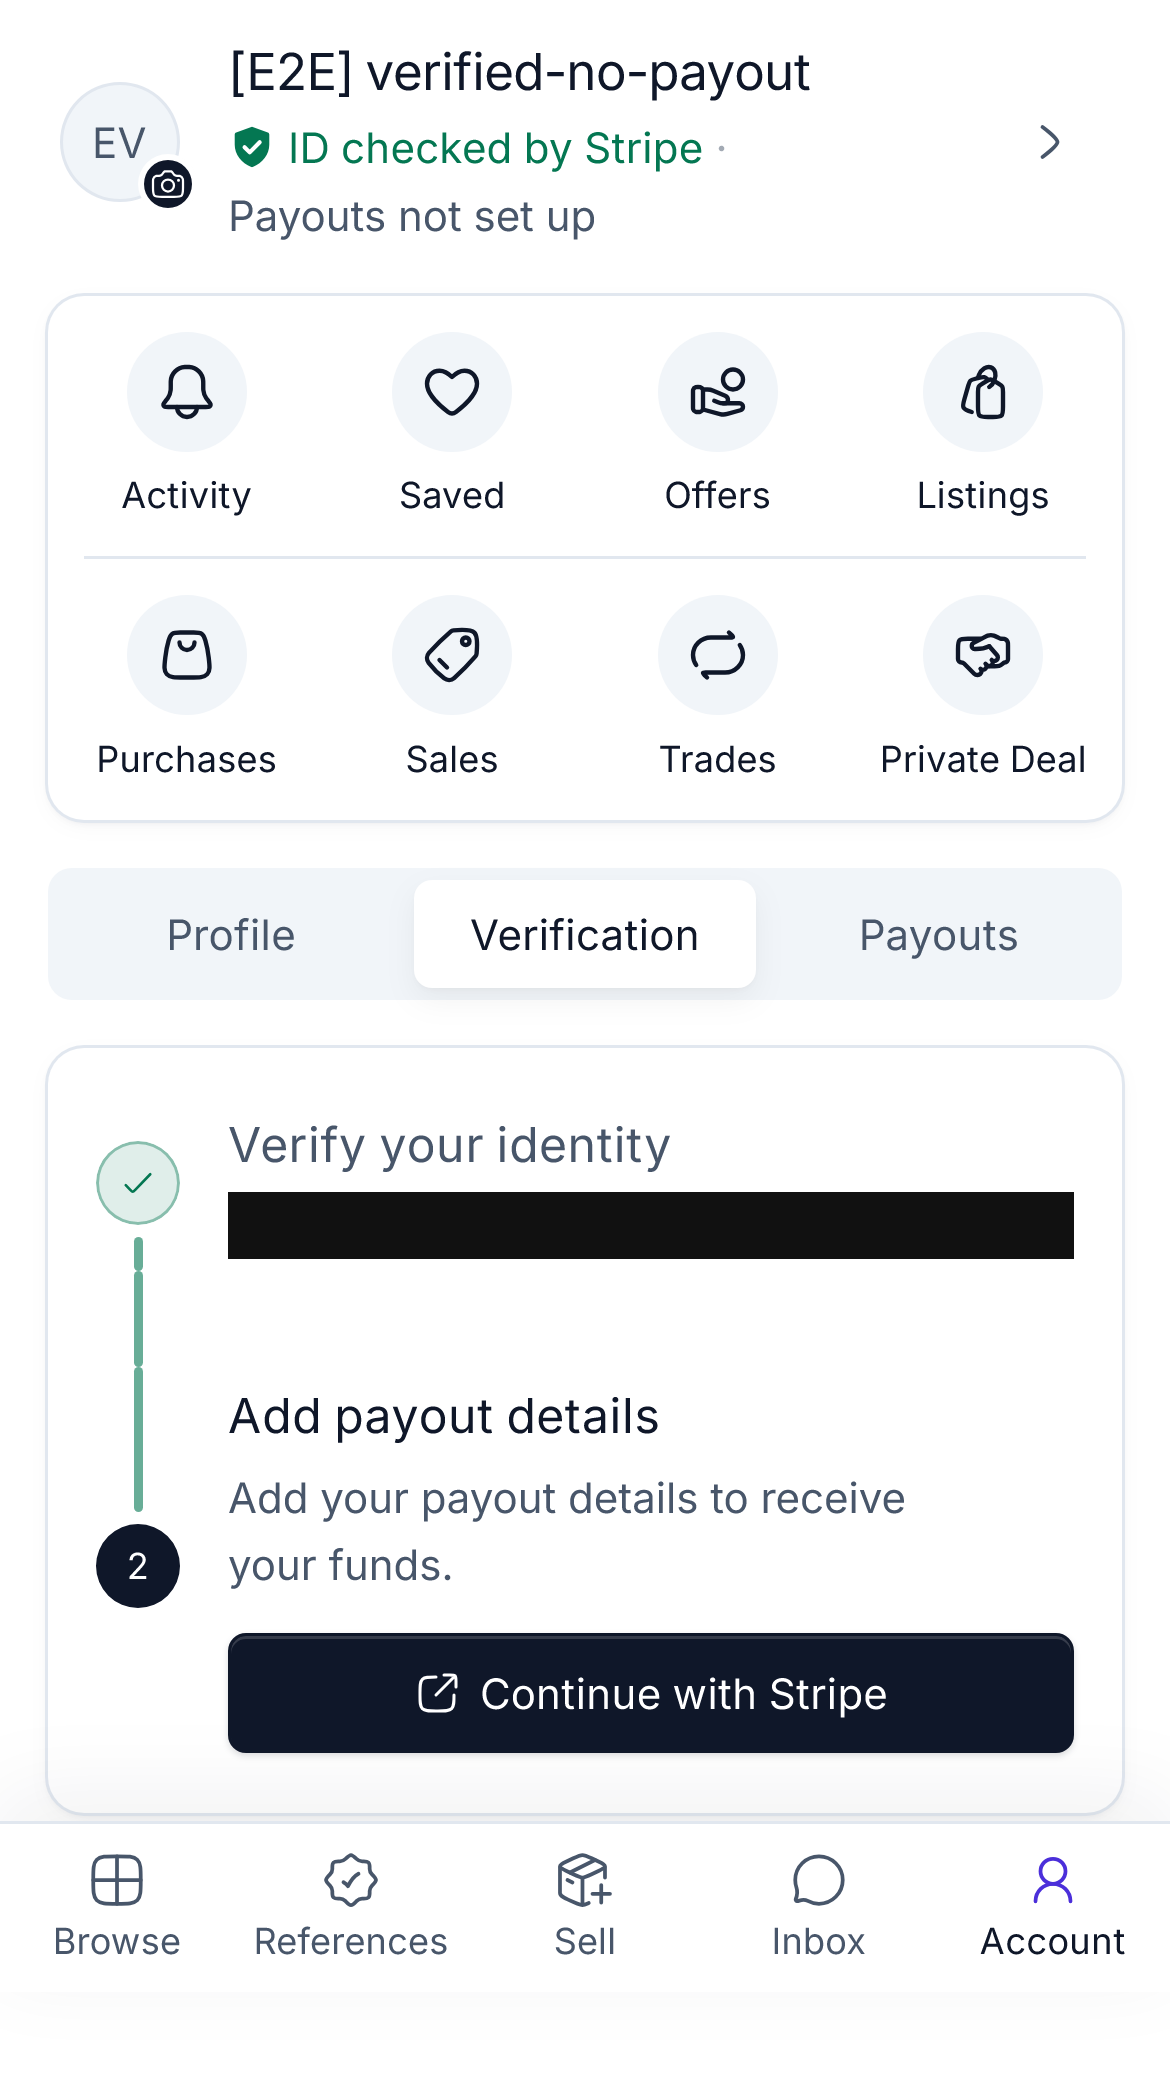 [E2E] verified-no-payout
EV
ID checked by Stripe ·
Payouts not set up
Activity
Saved
Offers
Listings
Purchases
Sales
Trades
Private Deal
Profile
Verification
Payouts
Verify your identity
Add payout details
Add your payout details to receive
your funds.
2
Continue with Stripe
Browse
References
Sell
Inbox
Account